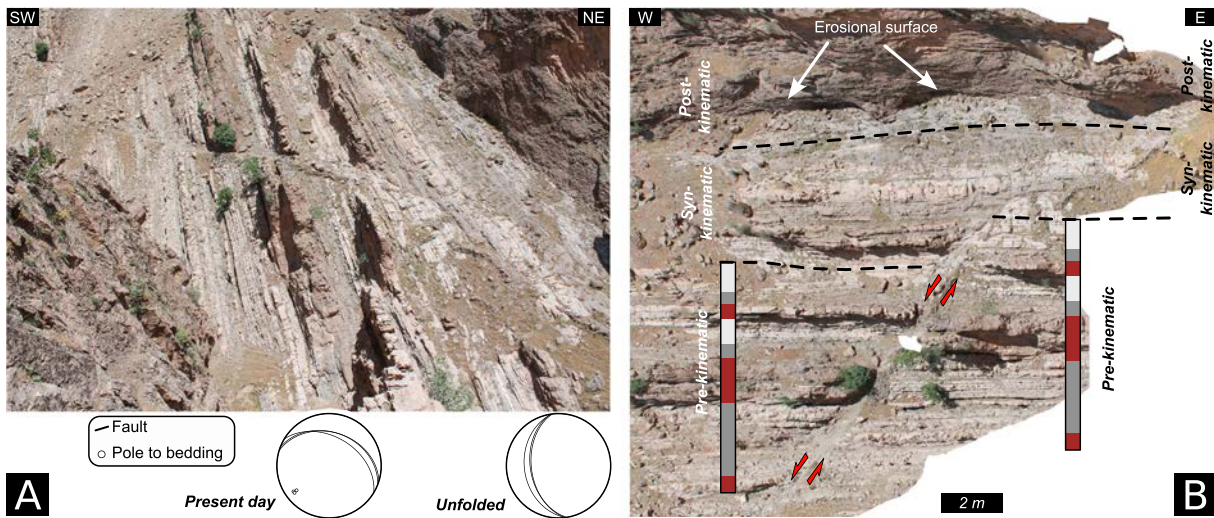 SW
NE
Fault
Pole to bedding
Present day
Unfolded
A
W
E
Erosional surface
Post-
kinematic
Post-
kinematic
Syn-
kinematic
Syn-
kinematic
Pre-kinematic
Pre-kinematic
2 m
B